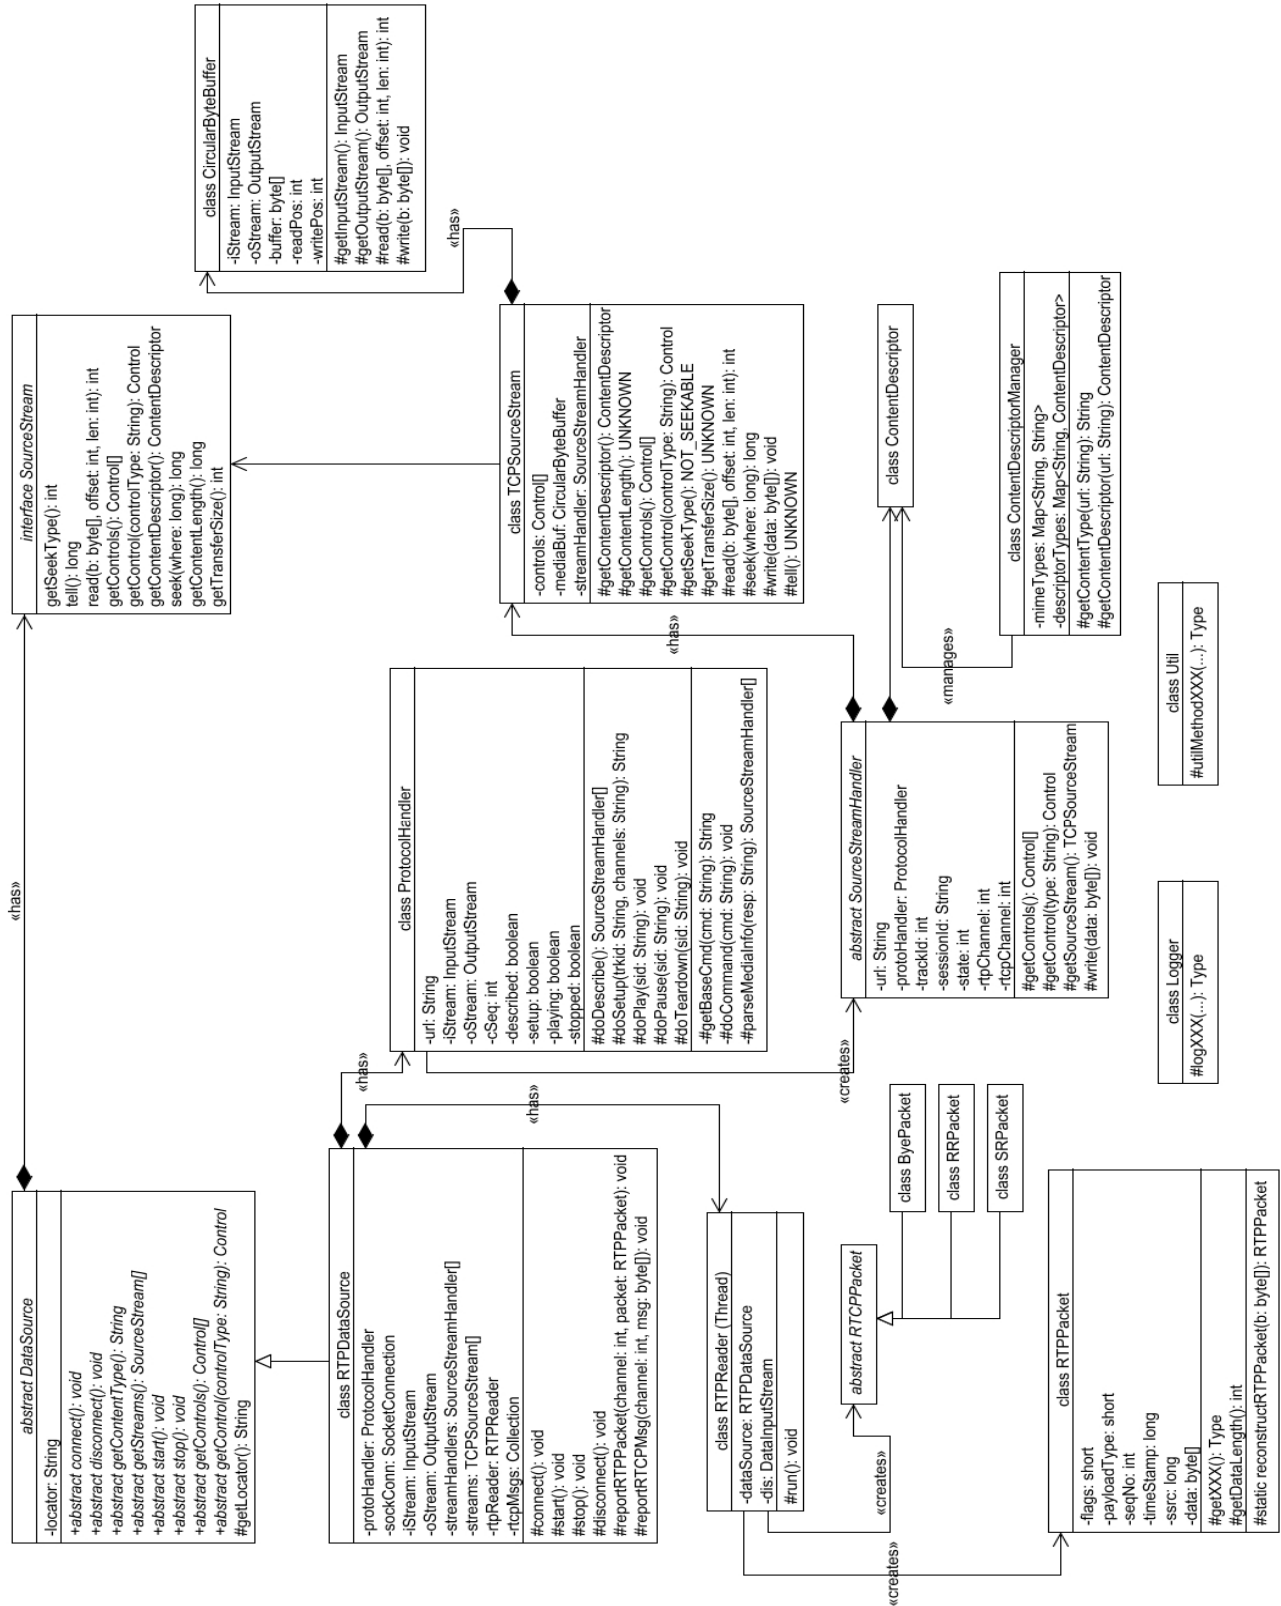 abstract DataSource
-locator: String
+abstract connect(): void
+abstract disconnect(): void
+abstract getContentType(): String
+abstract getStreams(): SourceStream[]
+abstract start(): void
+abstract stop(): void
+abstract getControls(): Control[]
+abstract getControl(controlType: String): Control
#getLocator(): String
«has»
interface SourceStream
getSeekType(): int
tell(): long
read(b: byte[], offset: int, len: int): int
getControls(): Control[]
getControl(controlType: String): Control
getContentDescriptor(): ContentDescriptor
seek(where: long): long
getContentLength(): long
getTransferSize(): int
class CircularByteBuffer
-iStream: InputStream
-oStream: OutputStream
-buffer: byte[]
-readPos: int
-writePos: int
#getInputStream(): InputStream
#getOutputStream(): OutputStream
#read(b: byte[], offset: int, len: int): int
#write(b: byte[]): void
«has»
class RTPDataSource
-protoHandler: ProtocolHandler
-sockConn: SocketConnection
-iStream: InputStream
-oStream: OutputStream
-streamHandlers: SourceStreamHandler[]
-streams: TCPSourceStream[]
-rtpReader: RTPReader
-rtcpMsgs: Collection
#connect(): void
#start(): void
#stop(): void
#disconnect(): void
#reportRTPPacket(channel: int, packet: RTPPacket): void
#reportRTCPMsg(channel: int, msg: byte[]): void
«has»
«has»
class ProtocolHandler
-url: String
-iStream: InputStream
-oStream: OutputStream
-cSeq: int
-described: boolean
-setup: boolean
-playing: boolean
-stopped: boolean
#doDescribe(): SourceStreamHandler[]
#doSetup(trkid: String, channels: String): String
#doPlay(sid: String): void
#doPause(sid: String): void
#doTeardown(sid: String): void
-#getBaseCmd(cmd: String): String
-#doCommand(cmd: String): void
-#parseMediaInfo(resp: String): SourceStreamHandler[]
class TCPSourceStream
-controls: Control[]
-mediaBuf: CircularByteBuffer
-streamHandler: SourceStreamHandler
#getContentDescriptor(): ContentDescriptor
#getContentLength(): UNKNOWN
#getControls(): Control[]
#getControl(controlType: String): Control
#getSeekType(): NOT_SEEKABLE
#getTransferSize(): UNKNOWN
#read(b: byte[], offset: int, len: int): int
#seek(where: long): long
#write(data: byte[]): void
#tell(): UNKNOWN
«has»
class RTPReader (Thread)
-dataSource: RTPDataSource
-dis: DataInputStream
#run(): void
«creates»
«creates»
«creates»
abstract RTCPPacket
class ByePacket
class RRPacket
class SRPacket
abstract SourceStreamHandler
-url: String
-protoHandler: ProtocolHandler
-trackId: int
-sessionId: String
-state: int
-rtpChannel: int
-rtcpChannel: int
#getControls(): Control[]
#getControl(type: String): Control
#getSourceStream(): TCPSourceStream
#write(data: byte[]): void
class ContentDescriptor
«manages»
class ContentDescriptorManager
-mimeTypes: Map<String, String>
-descriptorTypes: Map<String, ContentDescriptor>
#getContentType(url: String): String
#getContentDescriptor(url: String): ContentDescriptor
class RTPPacket
-flags: short
-payloadType: short
-seqNo: int
-timeStamp: long
-ssrc: long
-data: byte[]
#getXXX(): Type
#getDataLength(): int
#static reconstructRTPPacket(b: byte[]): RTPPacket
class Logger
#logXXX(...): Type
class Util
#utilMethodXXX(...): Type